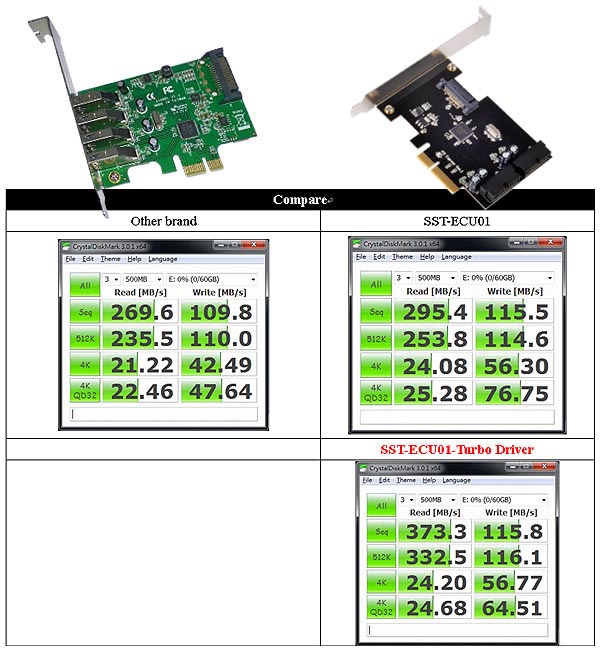 Compare
Other brand
SST-ECU01
CrystalDiskMark 3.0.1 x64
File Edit Theme Help Language
All 3 500MB E: 0% (0/60GB)
Read [MB/s] Write [MB/s]
Seq 269.6 109.8
512K 235.5 110.0
4K 21.22 42.49
4K QD32 22.46 47.64
CrystalDiskMark 3.0.1 x64
File Edit Theme Help Language
All 3 500MB E: 0% (0/60GB)
Read [MB/s] Write [MB/s]
Seq 295.4 115.5
512K 253.8 114.6
4K 24.08 56.30
4K QD32 25.28 76.75
SST-ECU01-Turbo Driver
CrystalDiskMark 3.0.1 x64
File Edit Theme Help Language
All 3 500MB E: 0% (0/60GB)
Read [MB/s] Write [MB/s]
Seq 373.3 115.8
512K 332.5 116.1
4K 24.20 56.77
4K QD32 24.68 64.51